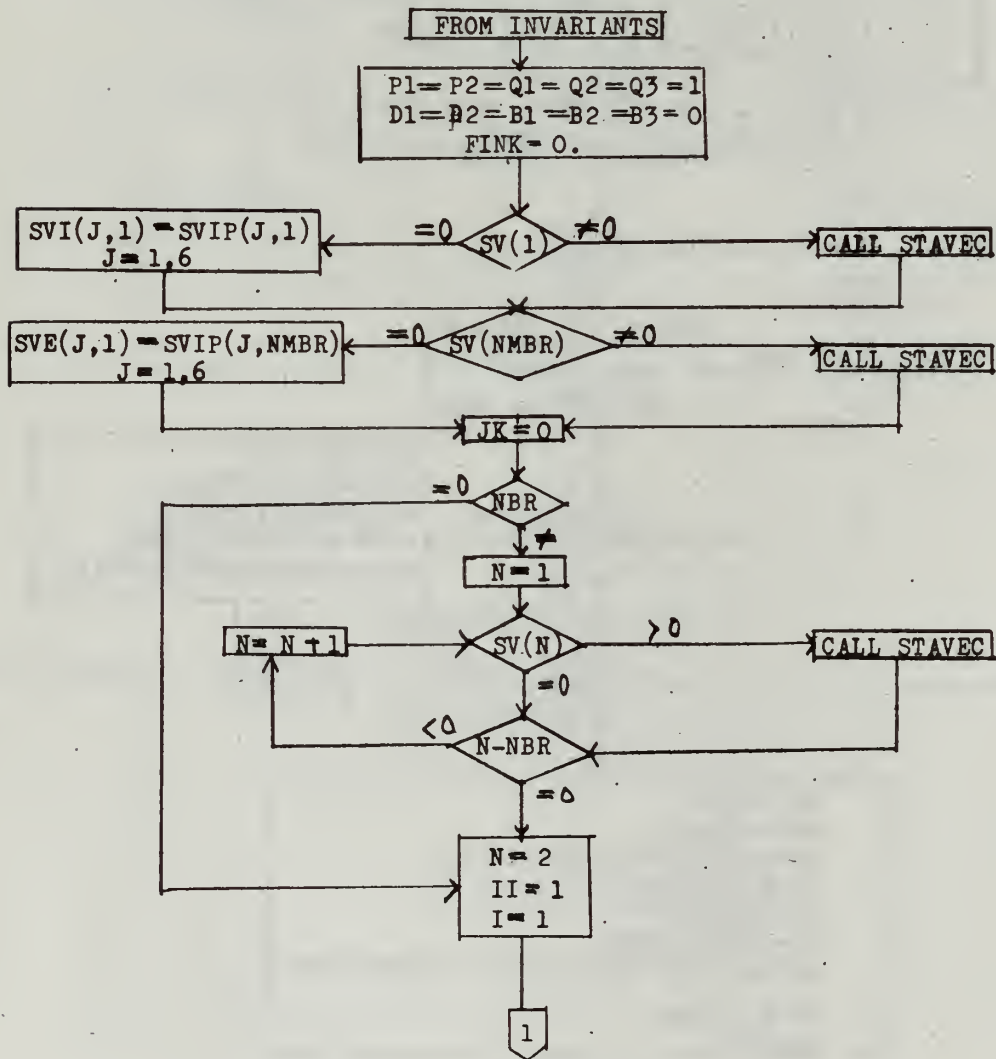 FROM INVARIANTS
P1=P2=Q1=Q2=Q3=1
D1=D2=B1=B2=B3=0
FINK=0.
=0
SV(1)
≠0
SVI(J,1)=SVIP(J,1)
J=1,6
CALL STAVEC
=0
SV(NMBR)
≠0
SVE(J,1)=SVIP(J,NMBR)
J=1,6
CALL STAVEC
JK=0
=0
NBR
≠
N=1
N=N+1
SV(N)
>0
CALL STAVEC
=0
<0
N-NBR
=0
N=2
II=1
I=1
1